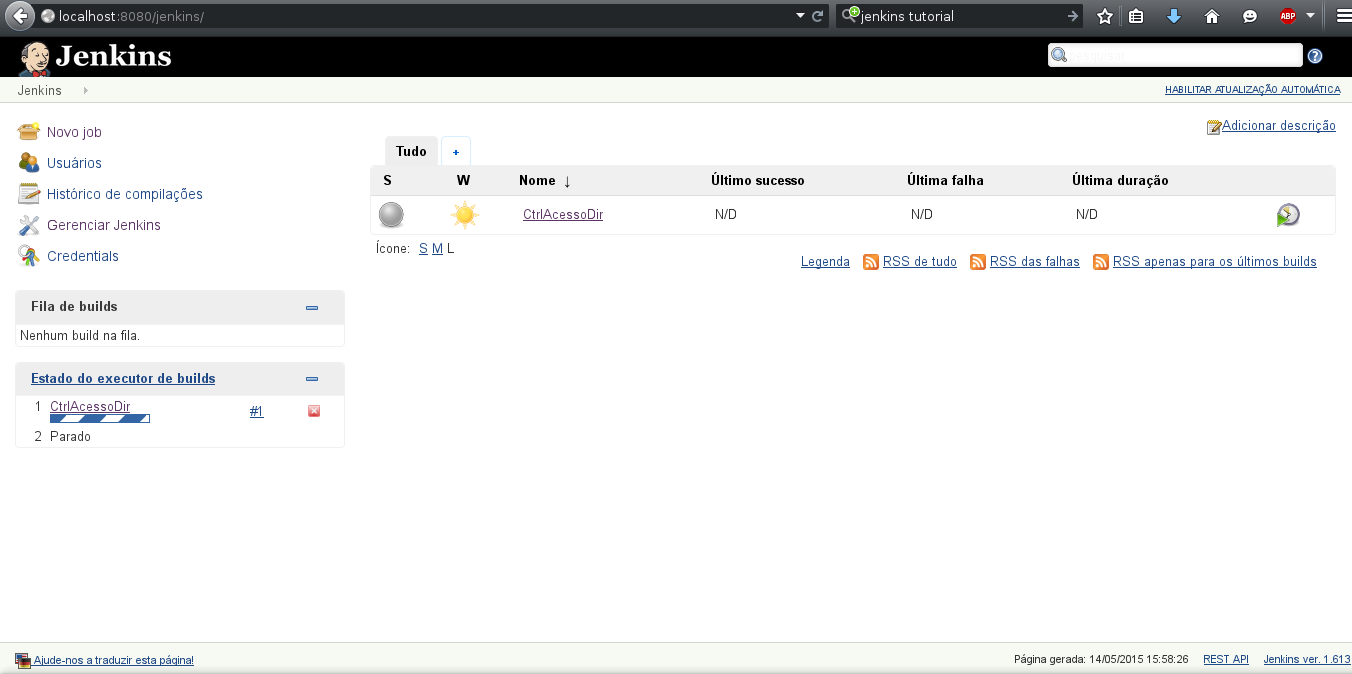 localhost:8080/jenkins/
jenkins tutorial
ABP
Jenkins
Jenkins
HABILITAR ATUALIZAÇÃO AUTOMÁTICA
Novo job
Usuários
Histórico de compilações
Gerenciar Jenkins
Credentials
Adicionar descrição
Tudo +
S W Nome ↓ Último sucesso Última falha Última duração
CtrlAcessoDir N/D N/D N/D
Ícone: S M L
Legenda RSS de tudo RSS das falhas RSS apenas para os últimos builds
Fila de builds
Nenhum build na fila.
Estado do executor de builds
1 CtrlAcessoDir #1
2 Parado
Ajude-nos a traduzir esta página! Página gerada: 14/05/2015 15:58:26 REST API Jenkins ver. 1.613